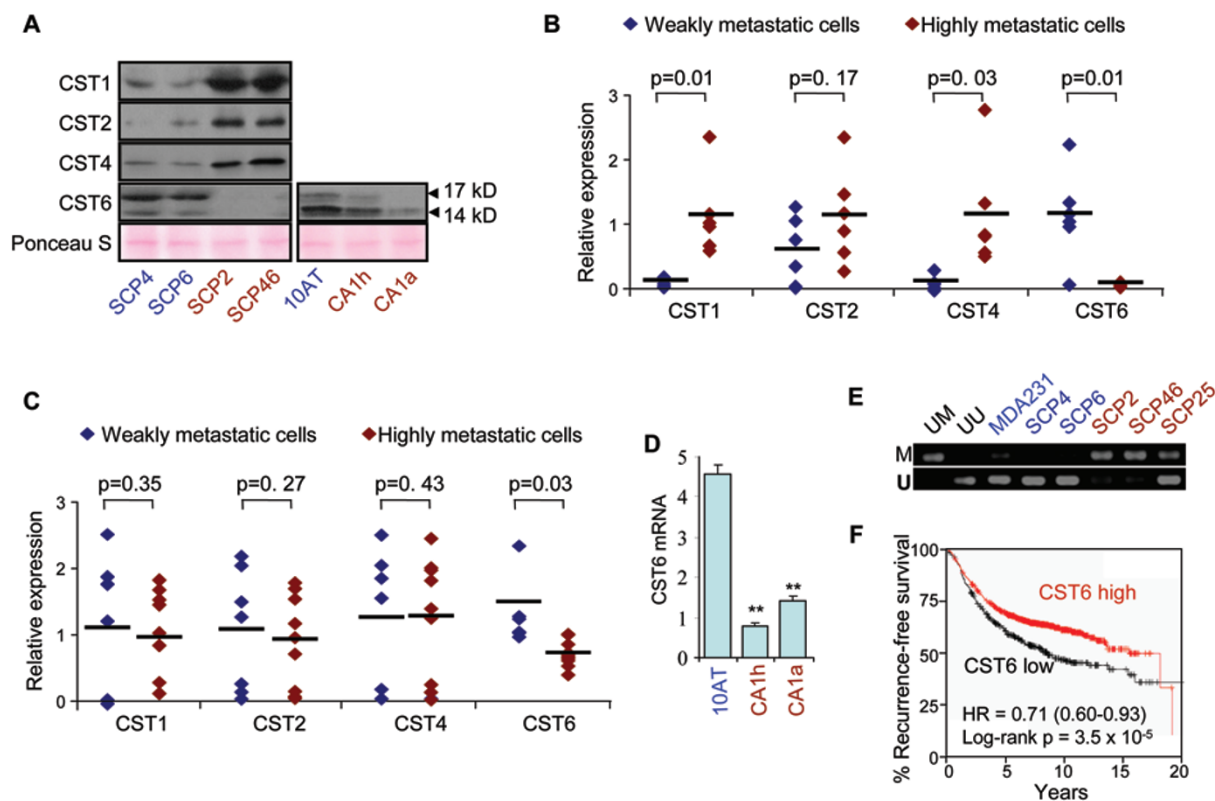 A
CST1
CST2
CST4
CST6
17 kD
14 kD
Ponceau S
SCP4
SCP6
SCP2
SCP46
10AT
CA1h
CA1a
B
Weakly metastatic cells
Highly metastatic cells
p=0.01
p=0. 17
p=0. 03
p=0.01
Relative expression
3
2
1
0
CST1
CST2
CST4
CST6
C
Weakly metastatic cells
Highly metastatic cells
p=0.35
p=0. 27
p=0. 43
p=0.03
Relative expression
3
2
1
0
CST1
CST2
CST4
CST6
D
CST6 mRNA
5
4
3
2
1
0
**
**
10AT
CA1h
CA1a
E
UM
UU
MDA231
SCP4
SCP6
SCP2
SCP46
SCP25
M
U
F
% Recurrence-free survival
100
75
50
25
0
CST6 high
CST6 low
HR = 0.71 (0.60-0.93)
Log-rank p = 3.5 x 10⁻⁵
0
5
10
15
20
Years